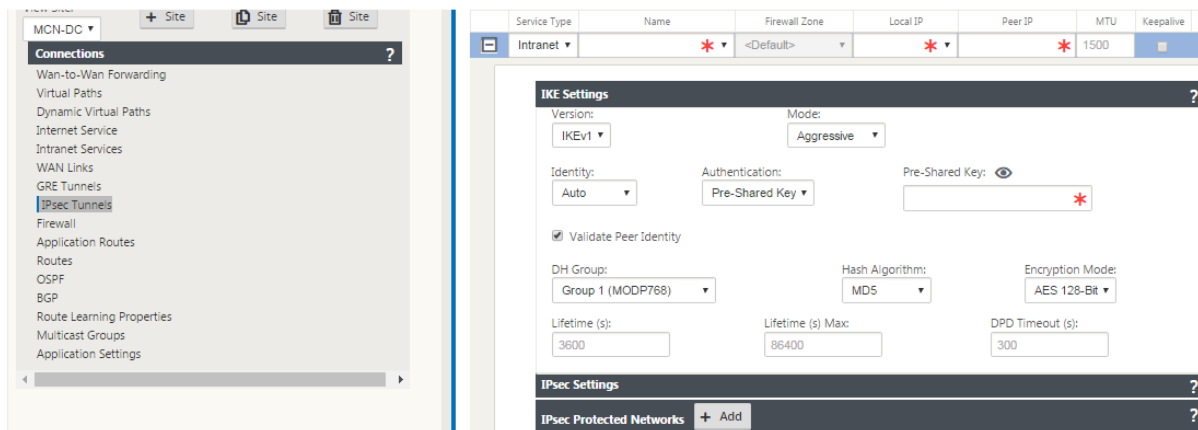 View Site:
+ Site
Site
Site
MCN-DC
Connections ?
Wan-to-Wan Forwarding
Virtual Paths
Dynamic Virtual Paths
Internet Service
Intranet Services
WAN Links
GRE Tunnels
IPsec Tunnels
Firewall
Application Routes
Routes
OSPF
BGP
Route Learning Properties
Multicast Groups
Application Settings
Service Type Name Firewall Zone Local IP Peer IP MTU Keepalive
Intranet * <Default> * * 1500
IKE Settings ?
Version: Mode:
IKEv1 Aggressive
Identity: Authentication: Pre-Shared Key:
Auto Pre-Shared Key *
Validate Peer Identity
DH Group: Hash Algorithm: Encryption Mode:
Group 1 (MODP768) MD5 AES 128-Bit
Lifetime (s): Lifetime (s) Max: DPD Timeout (s):
3600 86400 300
IPsec Settings ?
IPsec Protected Networks + Add ?